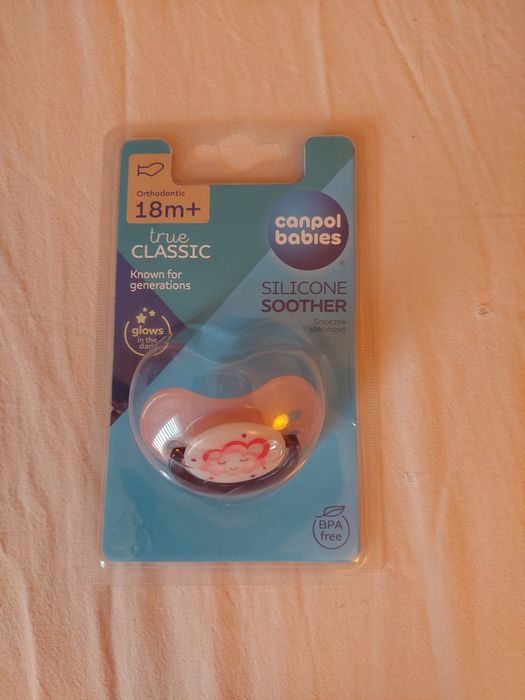 Orthodontic
18m+
true
CLASSIC
Known for
generations
glows
in the
dark
canpol
babies
SILICONE
SOOTHER
Smoczek
silikonowy
BPA
free